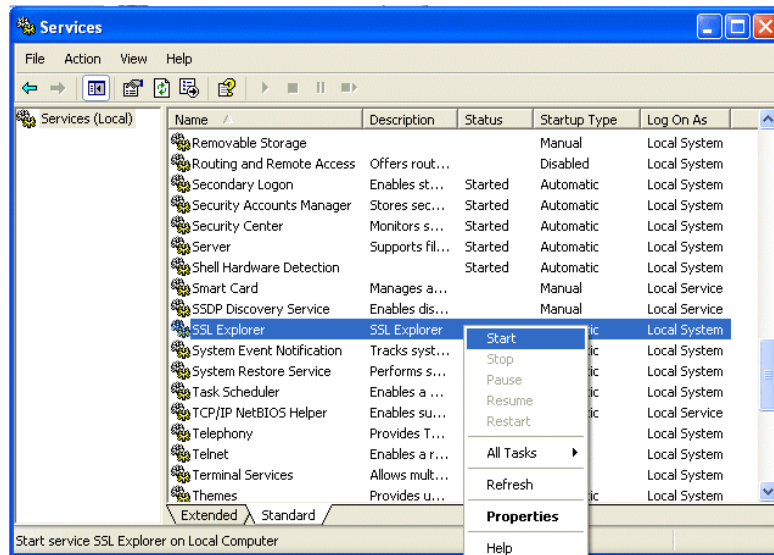 Services
File Action View Help
Services (Local)
Name Description Status Startup Type Log On As
Removable Storage Manual Local System
Routing and Remote Access Offers rout... Disabled Local System
Secondary Logon Enables st... Started Automatic Local System
Security Accounts Manager Stores sec... Started Automatic Local System
Security Center Monitors s... Started Automatic Local System
Server Supports fil... Started Automatic Local System
Shell Hardware Detection Started Automatic Local System
Smart Card Manages a... Manual Local Service
SSDP Discovery Service Enables dis... Manual Local Service
SSL Explorer SSL Explorer ic Local System
System Event Notification Tracks syst... ic Local System
System Restore Service Performs s... ic Local System
Task Scheduler Enables a ... ic Local System
TCP/IP NetBIOS Helper Enables su... ic Local Service
Telephony Provides T... Local System
Telnet Enables a r... Local System
Terminal Services Allows mult... Local System
Themes Provides u... ic Local System
Start
Stop
Pause
Resume
Restart
All Tasks
Refresh
Properties
Help
Extended Standard
Start service SSL Explorer on Local Computer